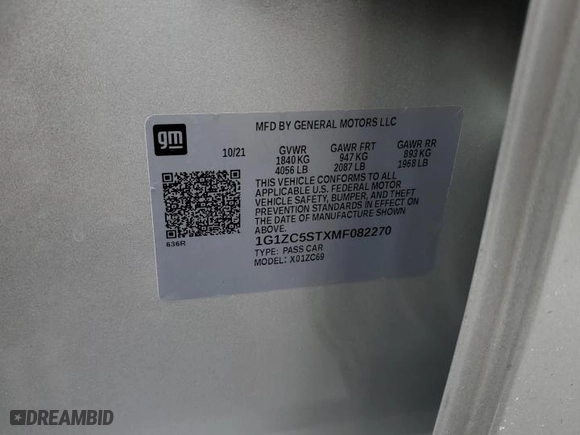 gm
MFD BY GENERAL MOTORS LLC
10/21
GVWR GAWR FRT GAWR RR
1840 KG 947 KG 893 KG
4056 LB 2087 LB 1968 LB
THIS VEHICLE CONFORMS TO ALL
APPLICABLE U.S. FEDERAL MOTOR
VEHICLE SAFETY, BUMPER, AND THEFT
PREVENTION STANDARDS IN EFFECT ON
THE DATE OF MANUFACTURE SHOWN
ABOVE.
636R
1G1ZC5STXMF082270
TYPE: PASS CAR
MODEL: X01ZC69
DREAMBID